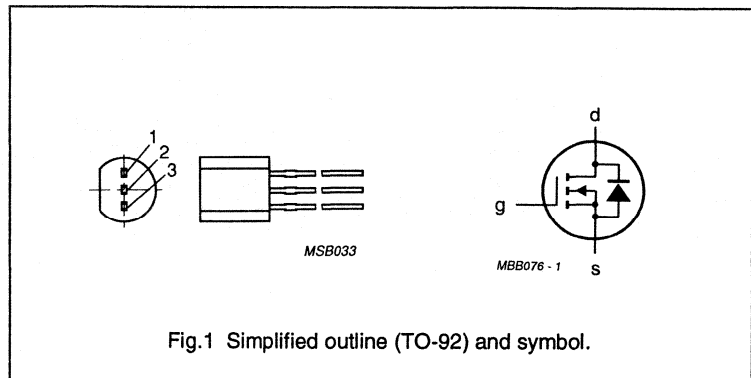 1
2
3
MSB033
d
g
MBB076 - 1
s
Fig.1 Simplified outline (TO-92) and symbol.